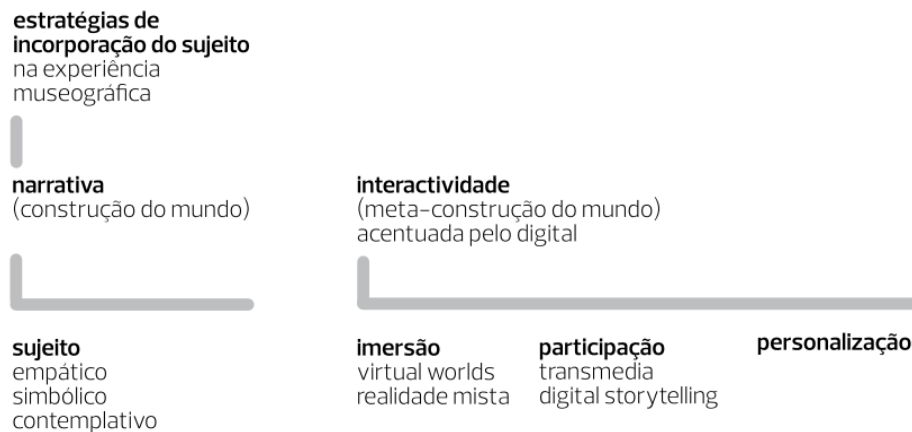 estratégias de
incorporação do sujeito
na experiência
museográfica
narrativa
(construção do mundo)
interactividade
(meta-construção do mundo)
acentuada pelo digital
sujeito
empático
simbólico
contemplativo
imersão
virtual worlds
realidade mista
participação
transmedia
digital storytelling
personalização